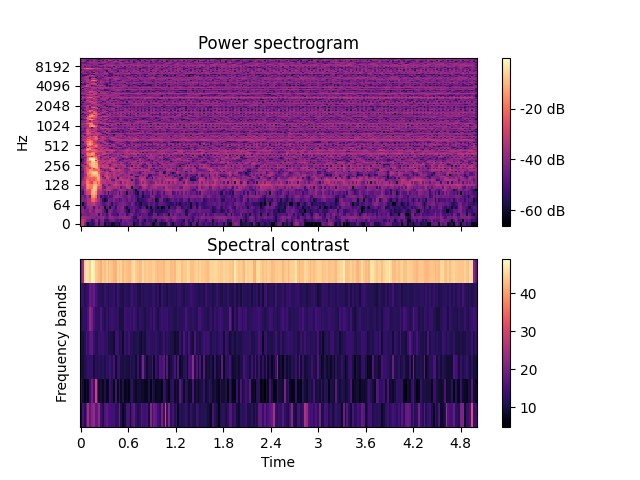 Power spectrogram
Hz
8192
4096
2048
1024
512
256
128
64
0
-20 dB
-40 dB
-60 dB
Spectral contrast
Frequency bands
40
30
20
10
0 0.6 1.2 1.8 2.4 3 3.6 4.2 4.8
Time